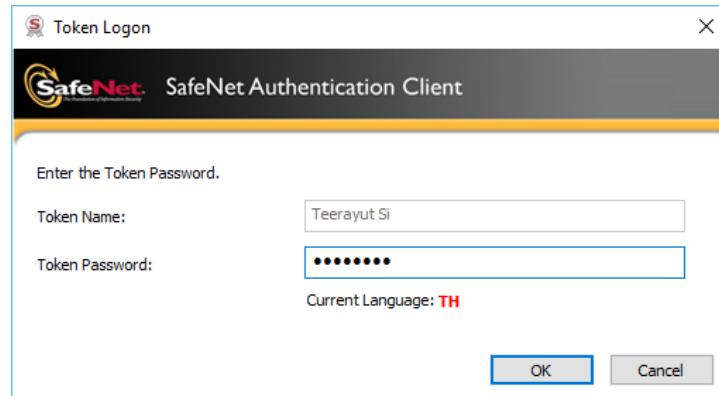 Token Logon
SafeNet. SafeNet Authentication Client
The Foundation of Information Security
Enter the Token Password.
Token Name: Teerayut Si
Token Password: ●●●●●●●●
Current Language: TH
OK Cancel